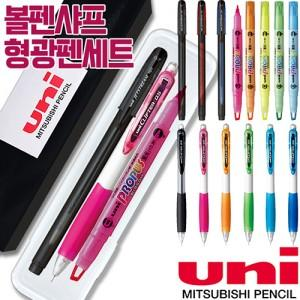 볼펜샤프
형광펜세트
uni
MITSUBISHI PENCIL
PROPUS
uni
MITSUBISHI PENCIL